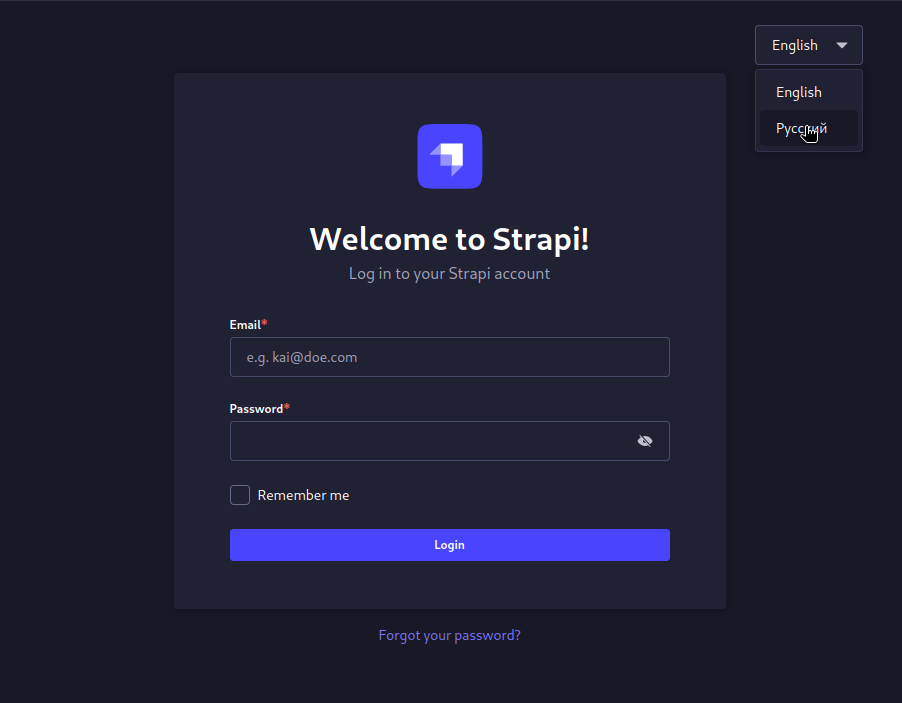 English
English
Русский
Welcome to Strapi!
Log in to your Strapi account
Email*
e.g. kai@doe.com
Password*
Remember me
Login
Forgot your password?